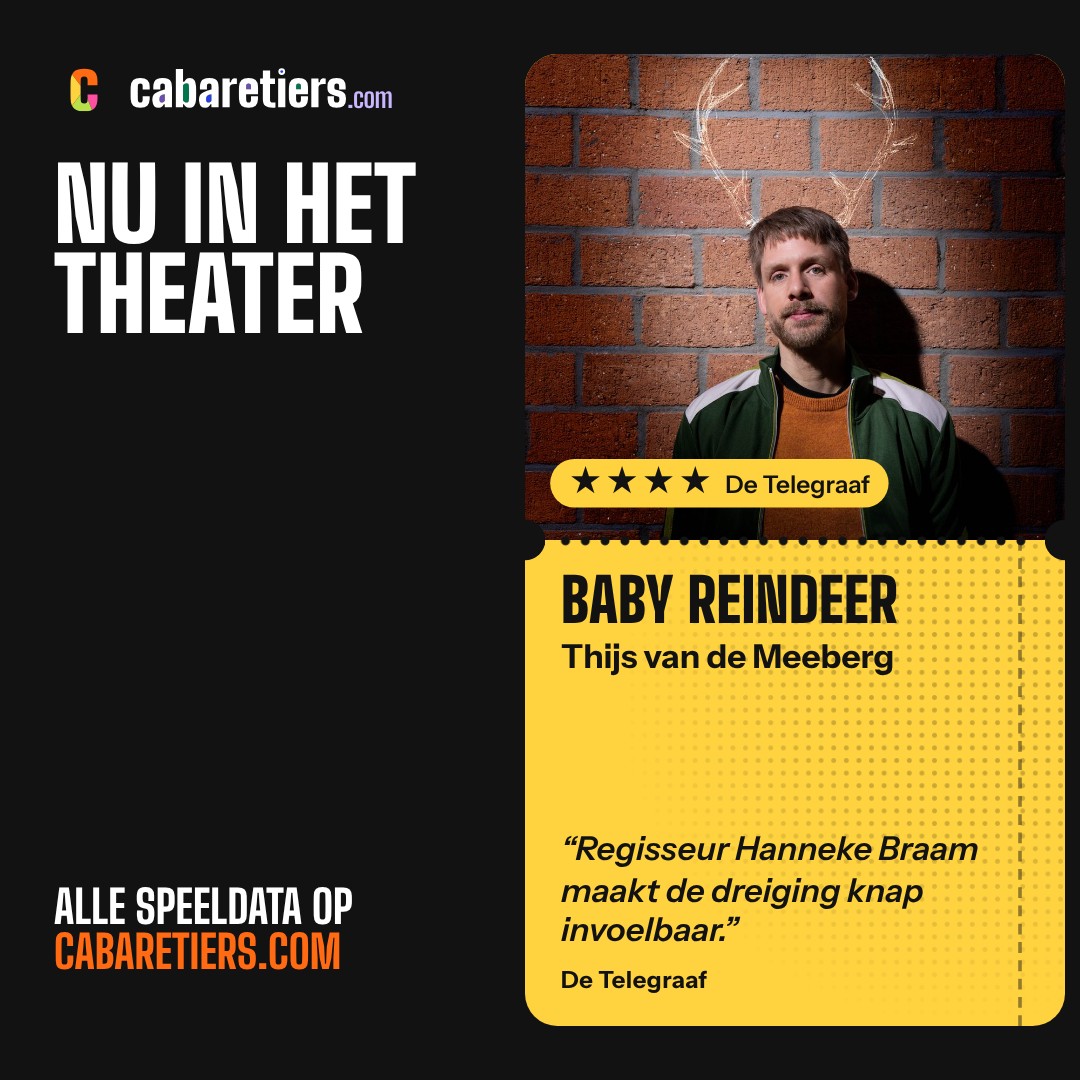 cabaretiers.com
NU IN HET
THEATER
★★★★ De Telegraaf
BABY REINDEER
Thijs van de Meeberg
“Regisseur Hanneke Braam
maakt de dreiging knap
invoelbaar.”
De Telegraaf
ALLE SPEELDATA OP
CABARETIERS.COM